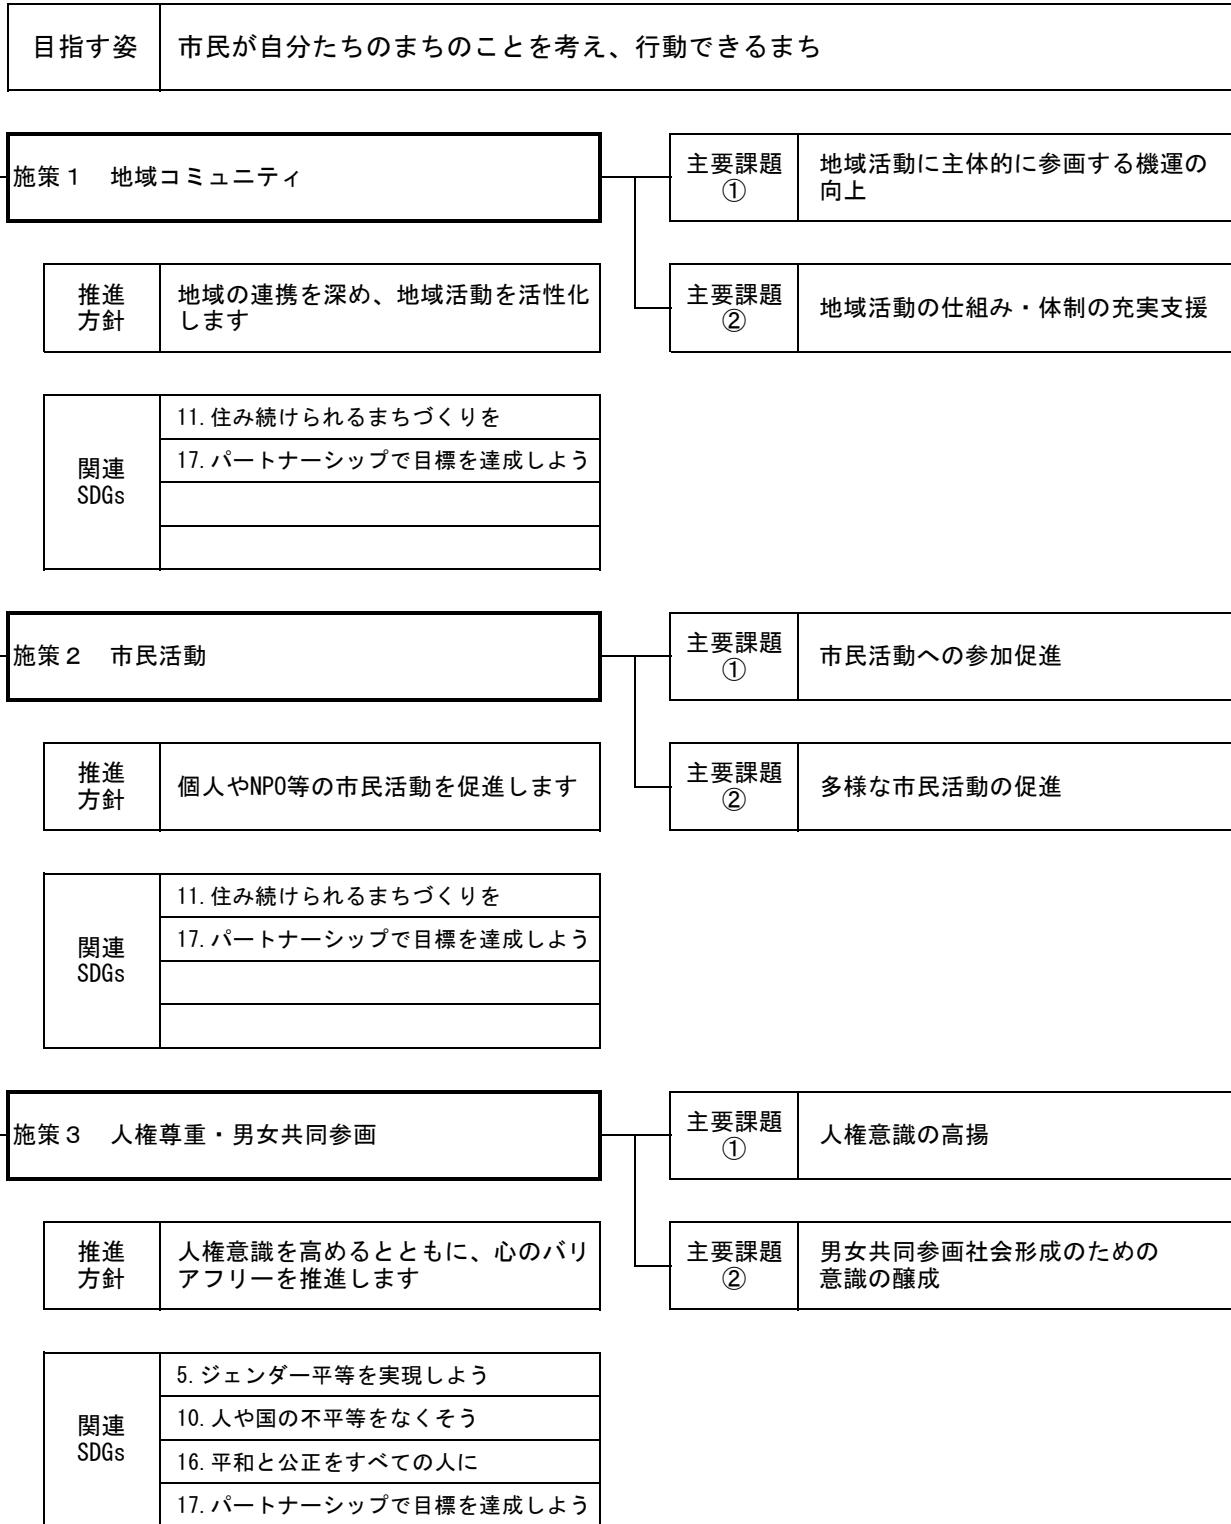 目指す姿
市民が自分たちのまちのことを考え、行動できるまち
施策１　地域コミュニティ
主要課題
①
地域活動に主体的に参画する機運の
向上
推進
方針
地域の連携を深め、地域活動を活性化
します
主要課題
②
地域活動の仕組み・体制の充実支援
関連
SDGs
11.住み続けられるまちづくりを
17.パートナーシップで目標を達成しよう
施策２　市民活動
主要課題
①
市民活動への参加促進
推進
方針
個人やNPO等の市民活動を促進します
主要課題
②
多様な市民活動の促進
関連
SDGs
11.住み続けられるまちづくりを
17.パートナーシップで目標を達成しよう
施策３　人権尊重・男女共同参画
主要課題
①
人権意識の高揚
推進
方針
人権意識を高めるとともに、心のバリ
アフリーを推進します
主要課題
②
男女共同参画社会形成のための
意識の醸成
関連
SDGs
5.ジェンダー平等を実現しよう
10.人や国の不平等をなくそう
16.平和と公正をすべての人に
17.パートナーシップで目標を達成しよう